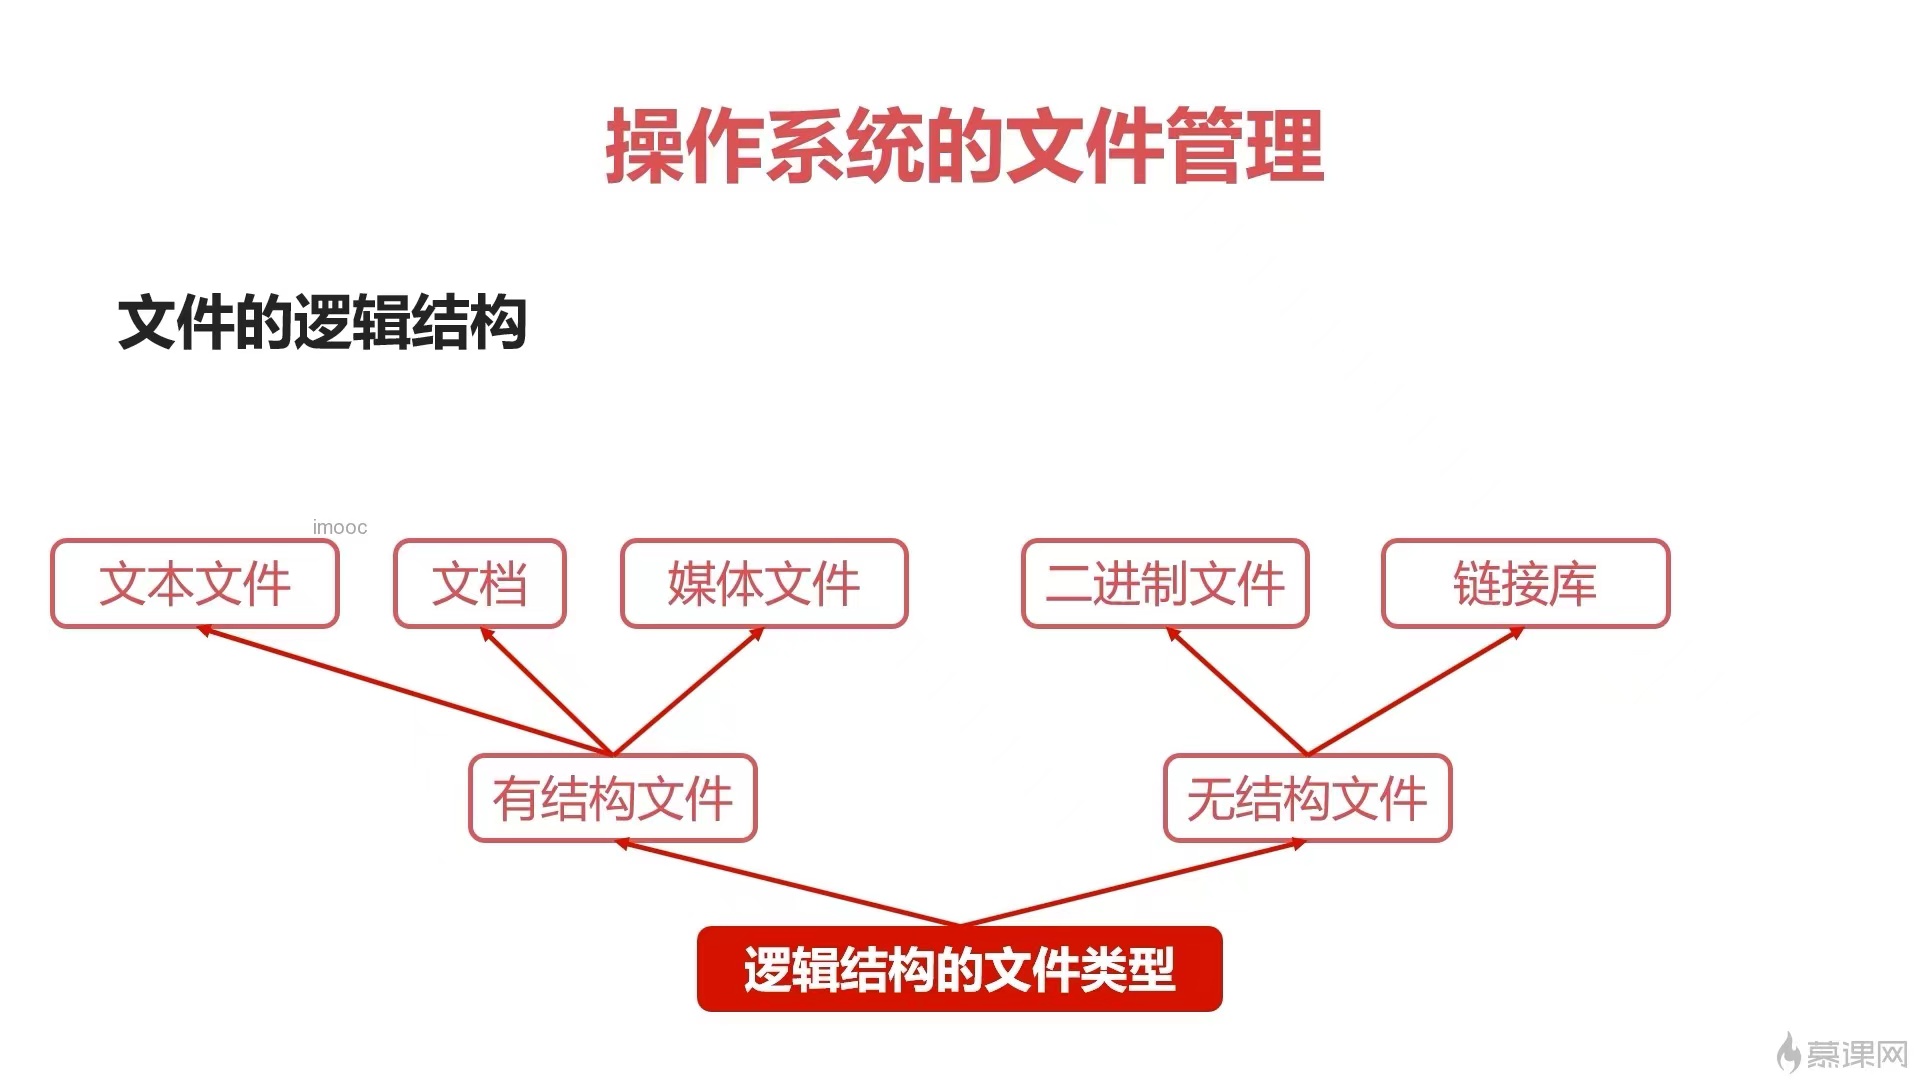 操作系统的文件管理
文件的逻辑结构
imooc
文本文件
文档
媒体文件
二进制文件
链接库
有结构文件
无结构文件
逻辑结构的文件类型
慕课网